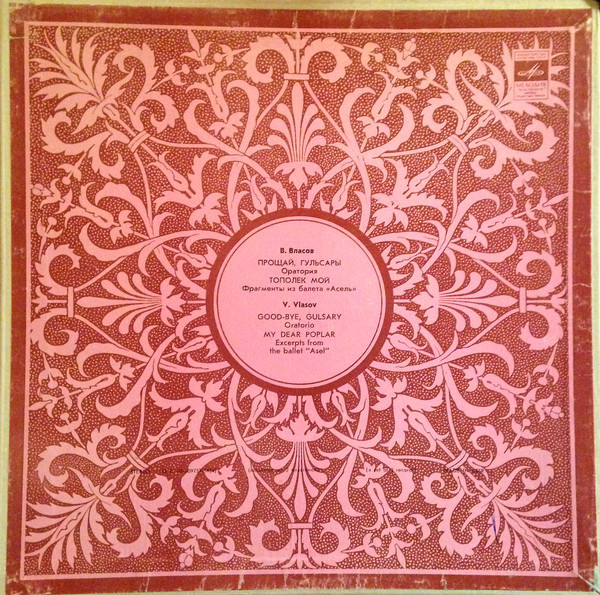 МЕЛОДИЯ
В. Власов
ПРОЩАЙ, ГУЛЬСАРЫ
Оратория
ТОПОЛЕК МОЙ
Фрагменты из балета «Асель»
V. Vlasov
GOOD-BYE, GULSARY
Oratorio
MY DEAR POPLAR
Excerpts from
the ballet "Asel"